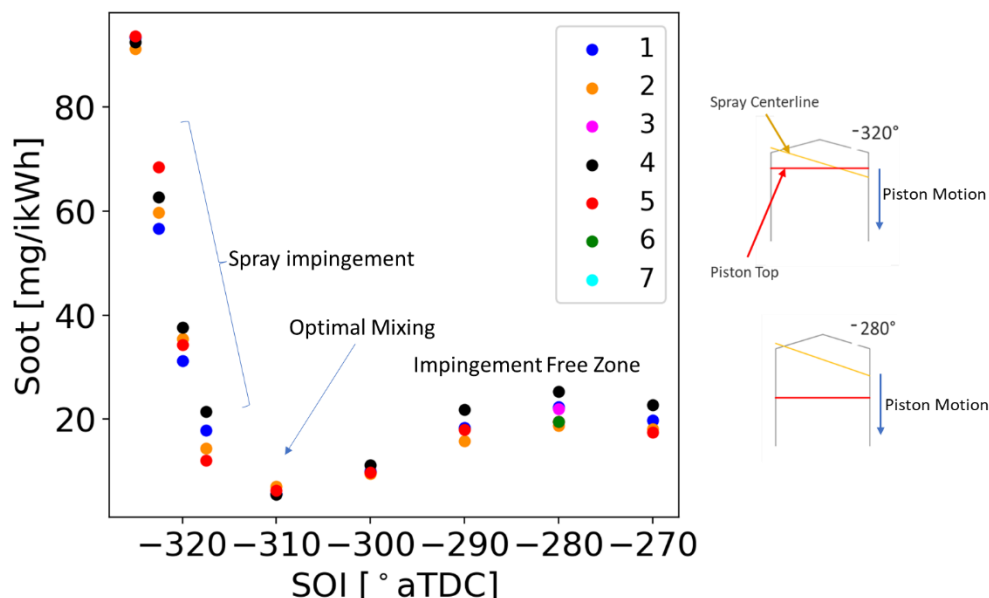 80
60
40
20
Soot [mg/ikWh]
1
2
3
4
5
6
7
Spray impingement
Optimal Mixing
Impingement Free Zone
−320
−310
−300
−290
−280
−270
SOI [°aTDC]
Spray Centerline
-320°
Piston Motion
Piston Top
-280°
Piston Motion